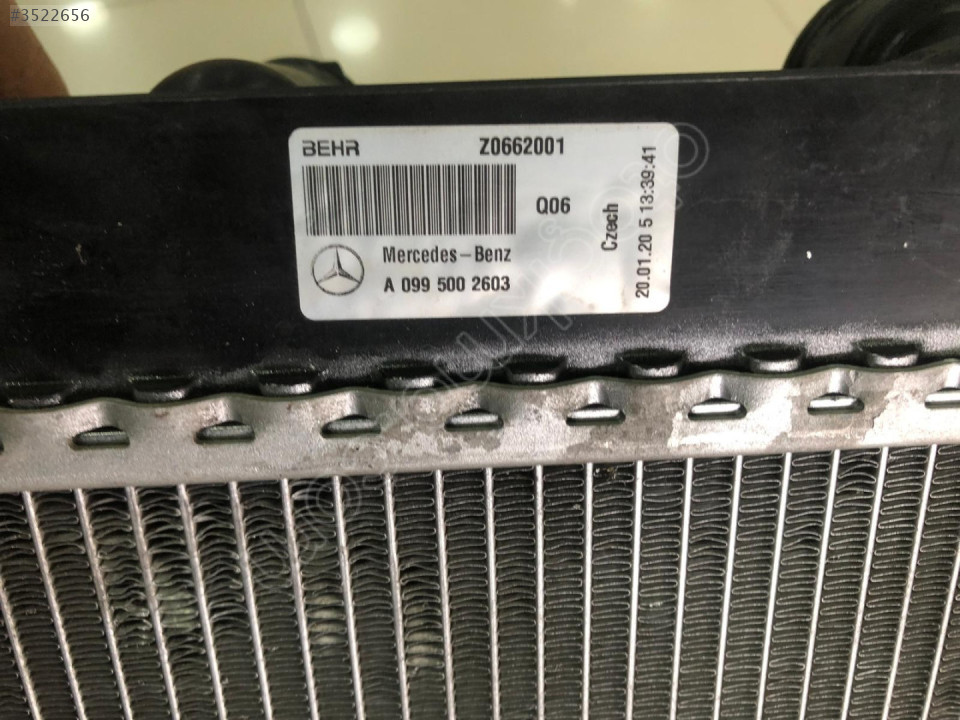 #3522656
BEHR
Z0662001
Q06
Mercedes-Benz
A 099 500 2603
Czech
20.01.20 5 13:39:41